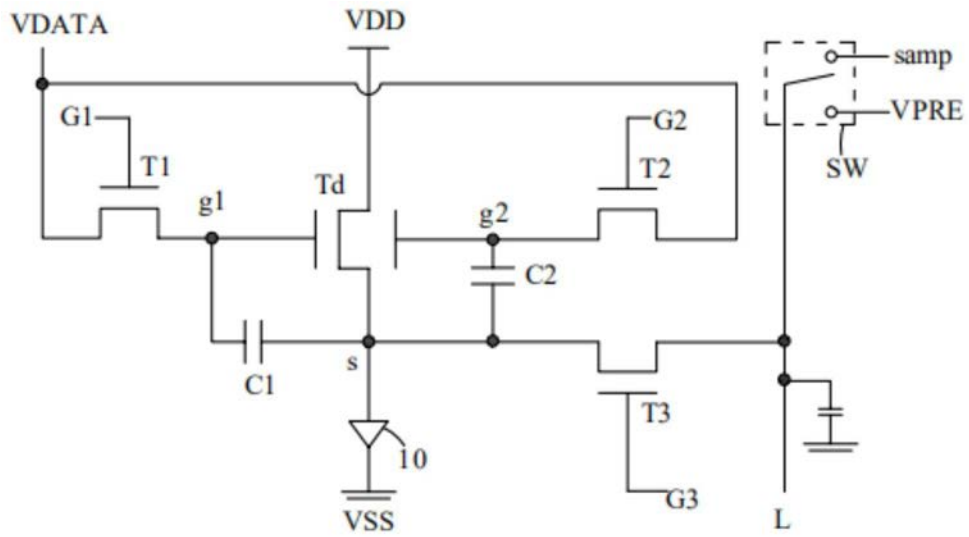 VDATA
VDD
samp
G1
G2
VPRE
T1
T2
SW
Td
g1
g2
C2
s
C1
T3
10
G3
VSS
L